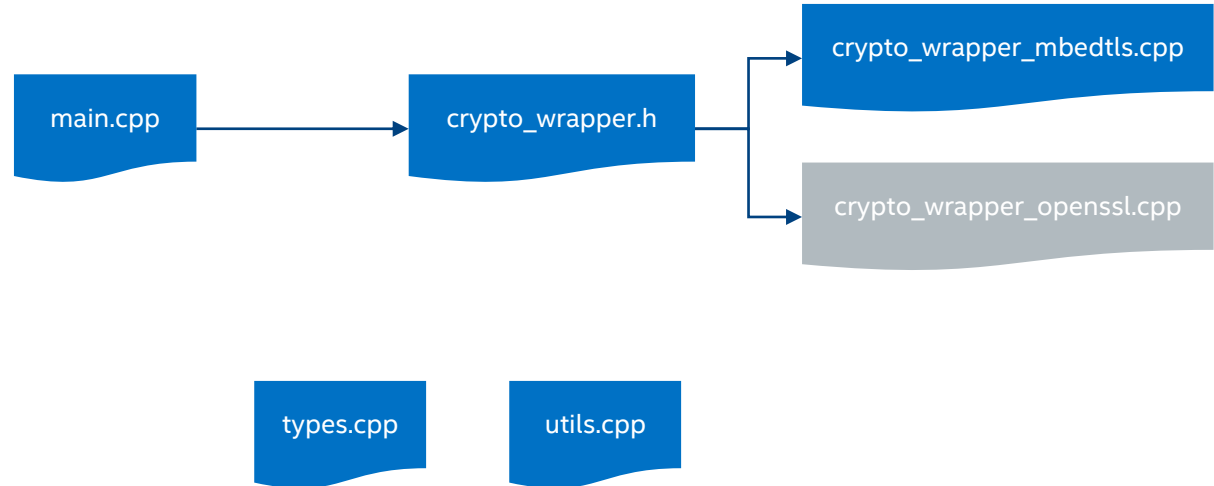 main.cpp
crypto_wrapper.h
crypto_wrapper_mbedtls.cpp
crypto_wrapper_openssl.cpp
types.cpp
utils.cpp